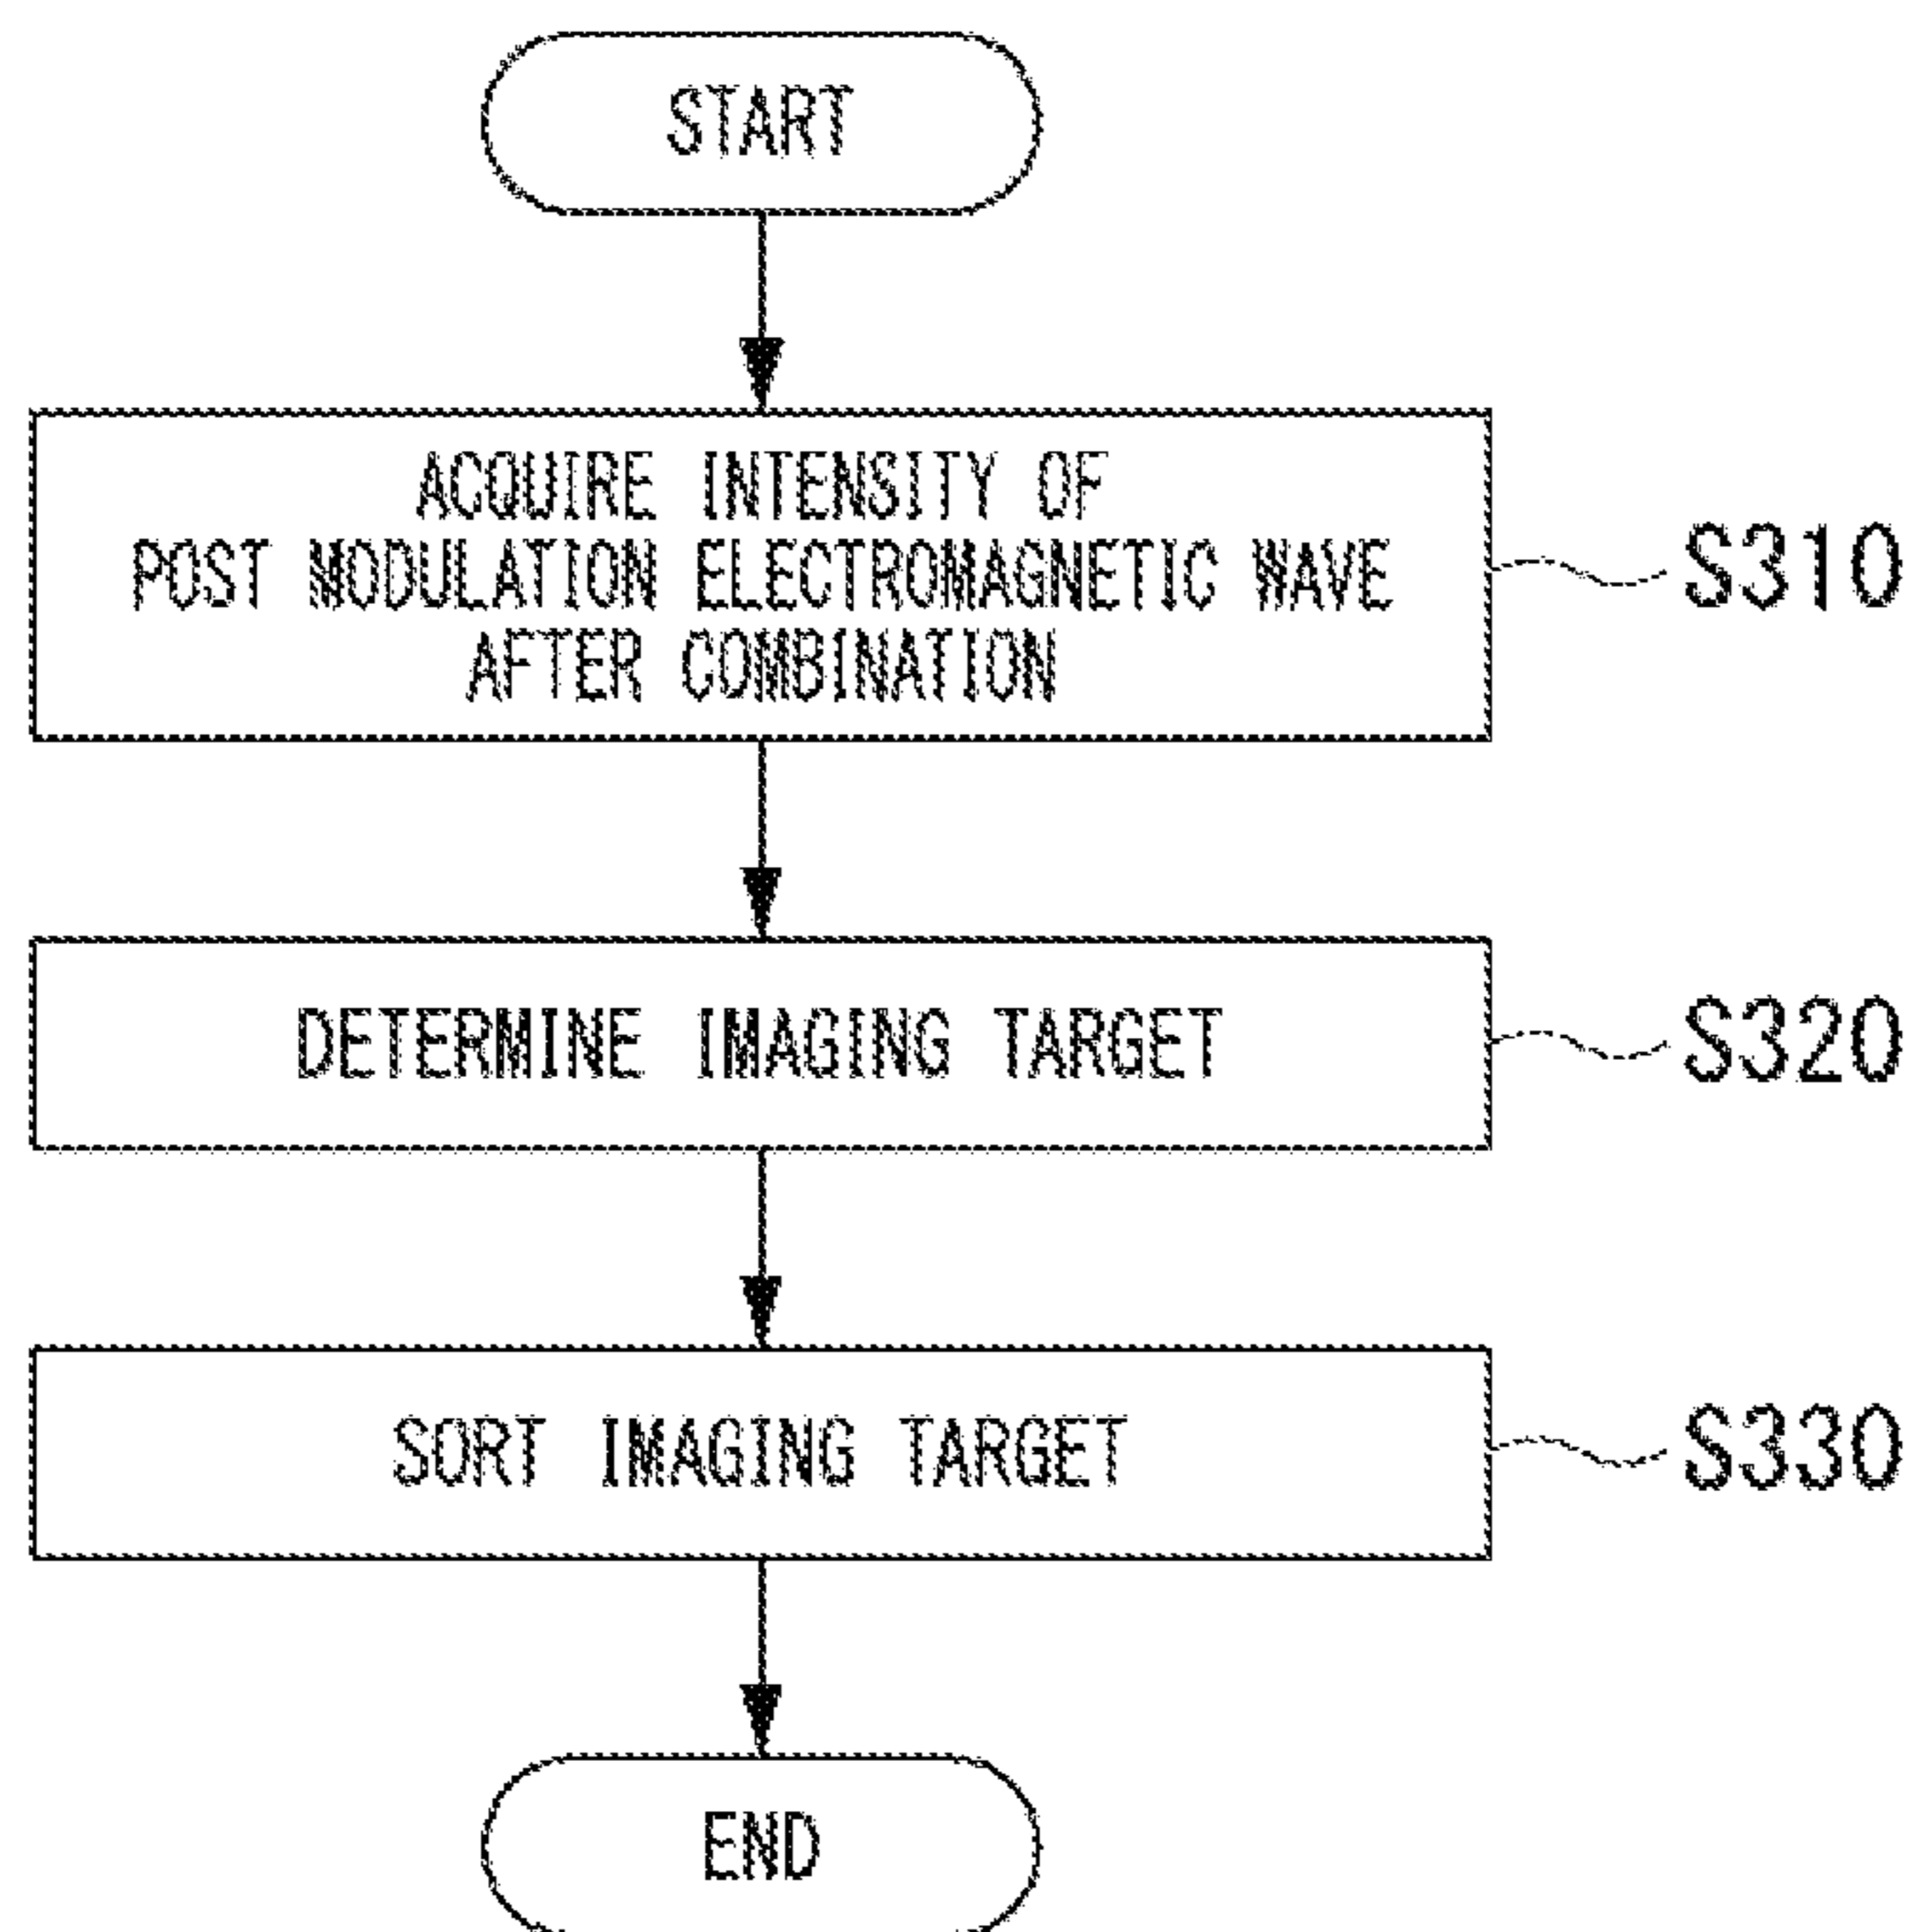 START
ACQUIRE INTENSITY OF
POST MODULATION ELECTROMAGNETIC WAVE
AFTER COMBINATION
S310
DETERMINE IMAGING TARGET
S320
SORT IMAGING TARGET
S330
END